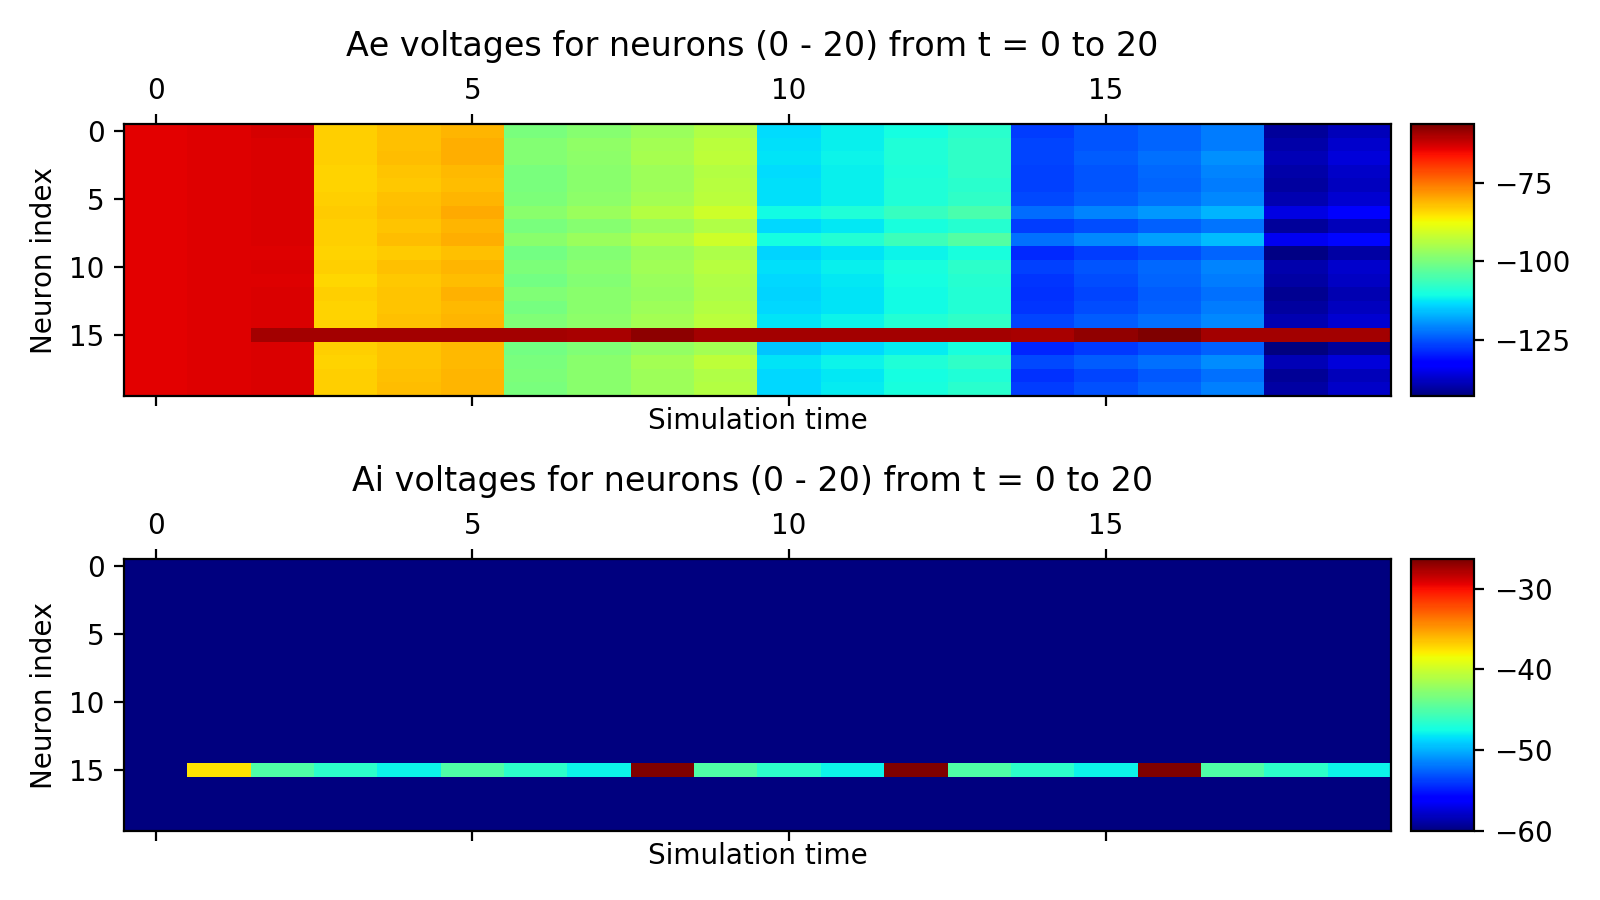 Ae voltages for neurons (0 - 20) from t = 0 to 20
0 5 10 15
Neuron index
0
5
10
15
−75
−100
−125
Simulation time
Ai voltages for neurons (0 - 20) from t = 0 to 20
0 5 10 15
Neuron index
0
5
10
15
−30
−40
−50
−60
Simulation time